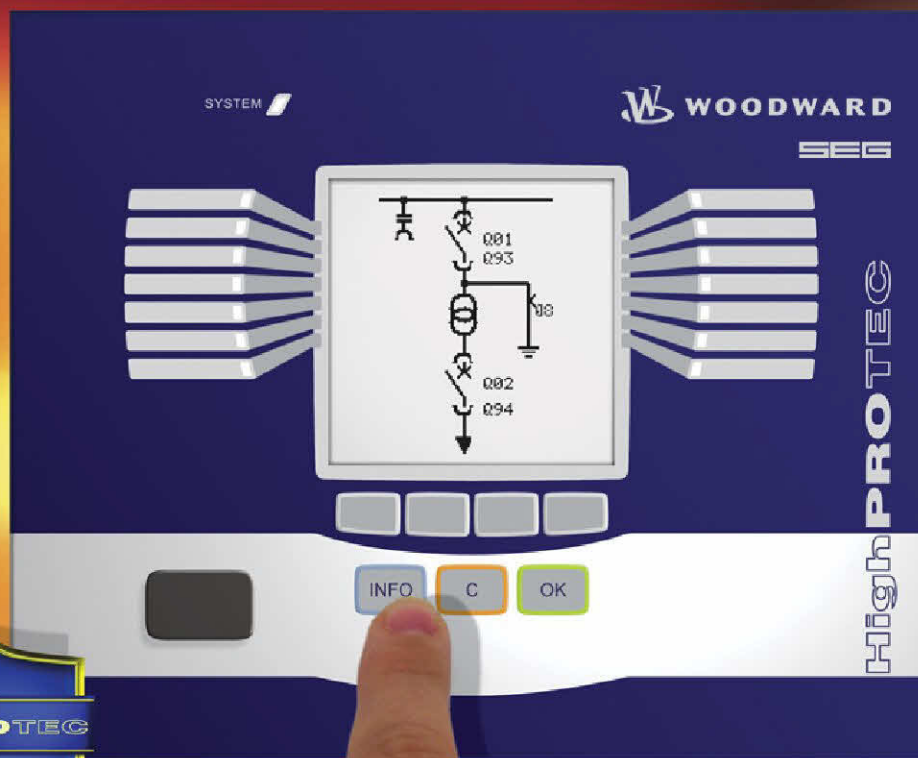 SYSTEM
WOODWARD
SEG
Q01
Q93
Q8
Q02
Q94
INFO
C
OK
HighPROTEC
OTEC